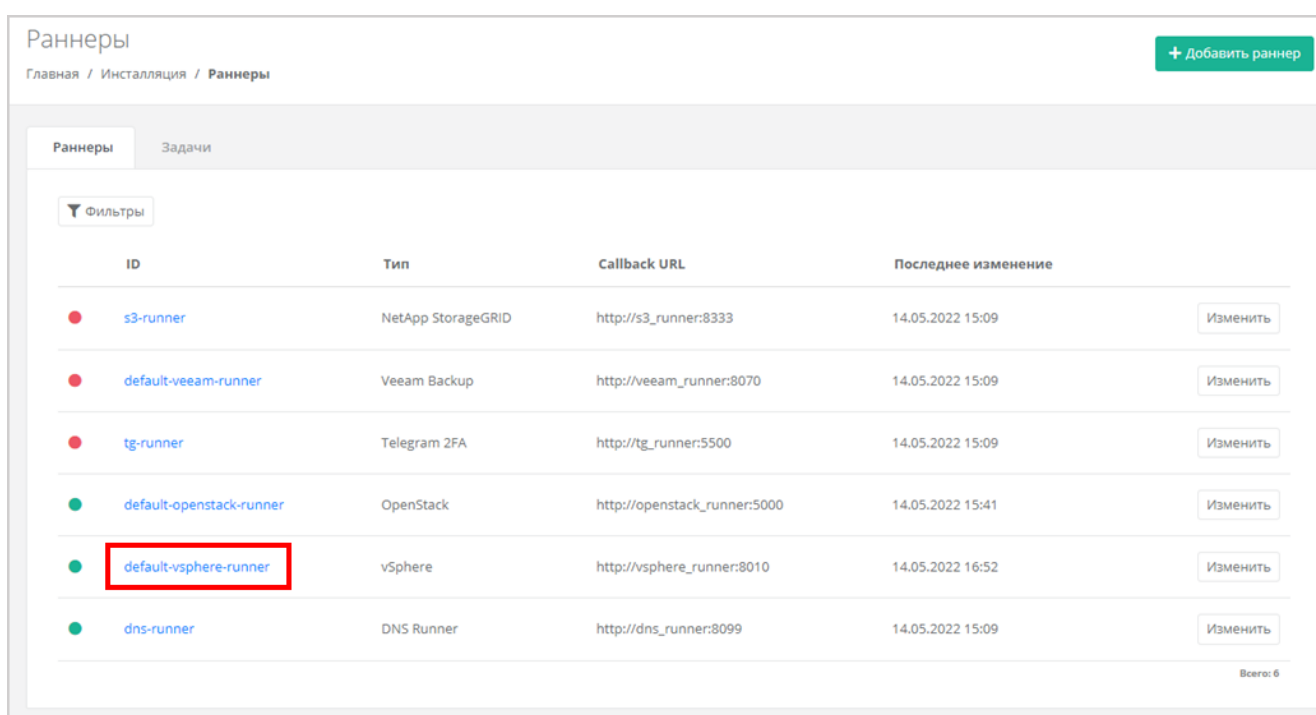 Раннеры
+ Добавить раннер
Главная / Инсталляция / Раннеры
Раннеры Задачи
Фильтры
ID Тип Callback URL Последнее изменение
s3-runner NetApp StorageGRID http://s3_runner:8333 14.05.2022 15:09 Изменить
default-veeam-runner Veeam Backup http://veeam_runner:8070 14.05.2022 15:09 Изменить
tg-runner Telegram 2FA http://tg_runner:5500 14.05.2022 15:09 Изменить
default-openstack-runner OpenStack http://openstack_runner:5000 14.05.2022 15:41 Изменить
default-vsphere-runner vSphere http://vsphere_runner:8010 14.05.2022 16:52 Изменить
dns-runner DNS Runner http://dns_runner:8099 14.05.2022 15:09 Изменить
Всего: 6